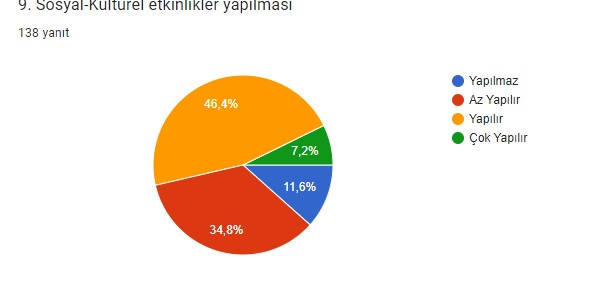 9. Sosyal-Kültürel etkinlikler yapılması
138 yanıt
46,4%
7,2%
11,6%
34,8%
Yapılmaz
Az Yapılır
Yapılır
Çok Yapılır